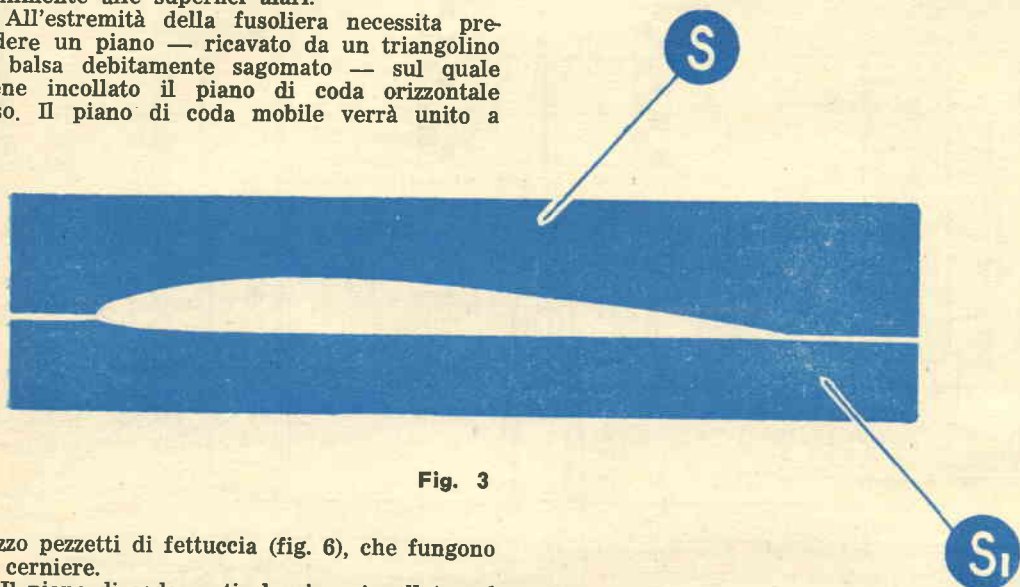 All'estremità della fusoliera necessita pre-
dere un piano — ricavato da un triangolino
balsa debitamente sagomato — sul quale
ne incollato il piano di coda orizzontale
so. Il piano di coda mobile verrà unito a
S
Fig. 3
S1
zzo pezzetti di fettuccia (fig. 6), che fungono
cerniere.